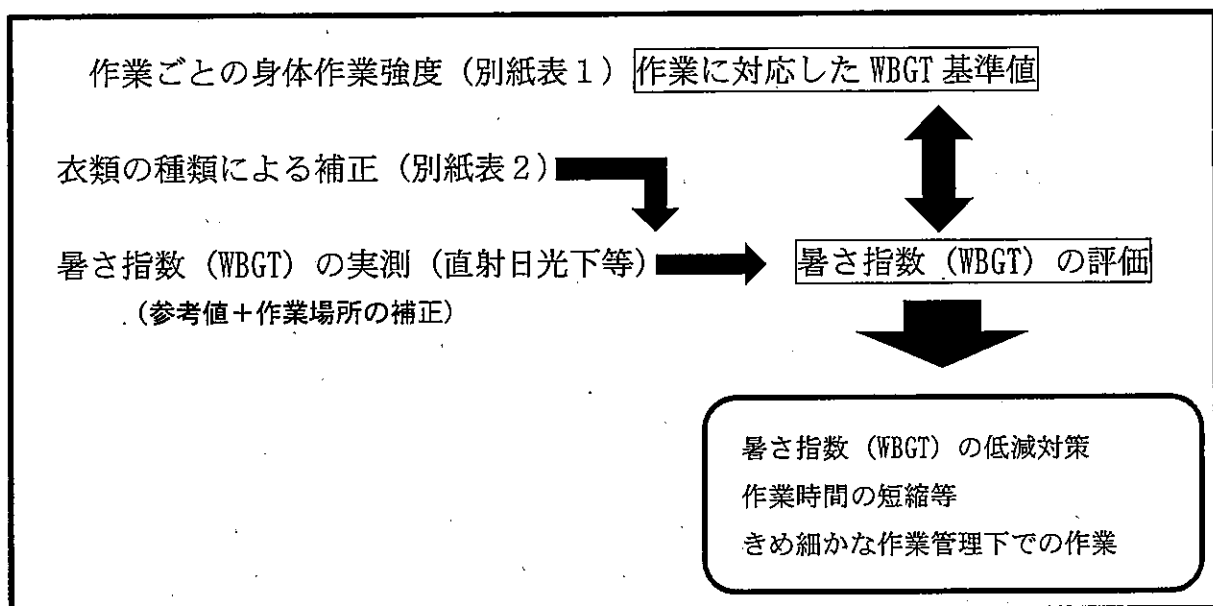 作業ごとの身体作業強度（別紙表１）作業に対応した WBGT 基準値
衣類の種類による補正（別紙表２）
暑さ指数（WBGT）の実測（直射日光下等）
暑さ指数（WBGT）の評価
（参考値＋作業場所の補正）
暑さ指数（WBGT）の低減対策
作業時間の短縮等
きめ細かな作業管理下での作業